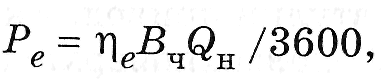 Pₑ = ηₑBчQн /3600,